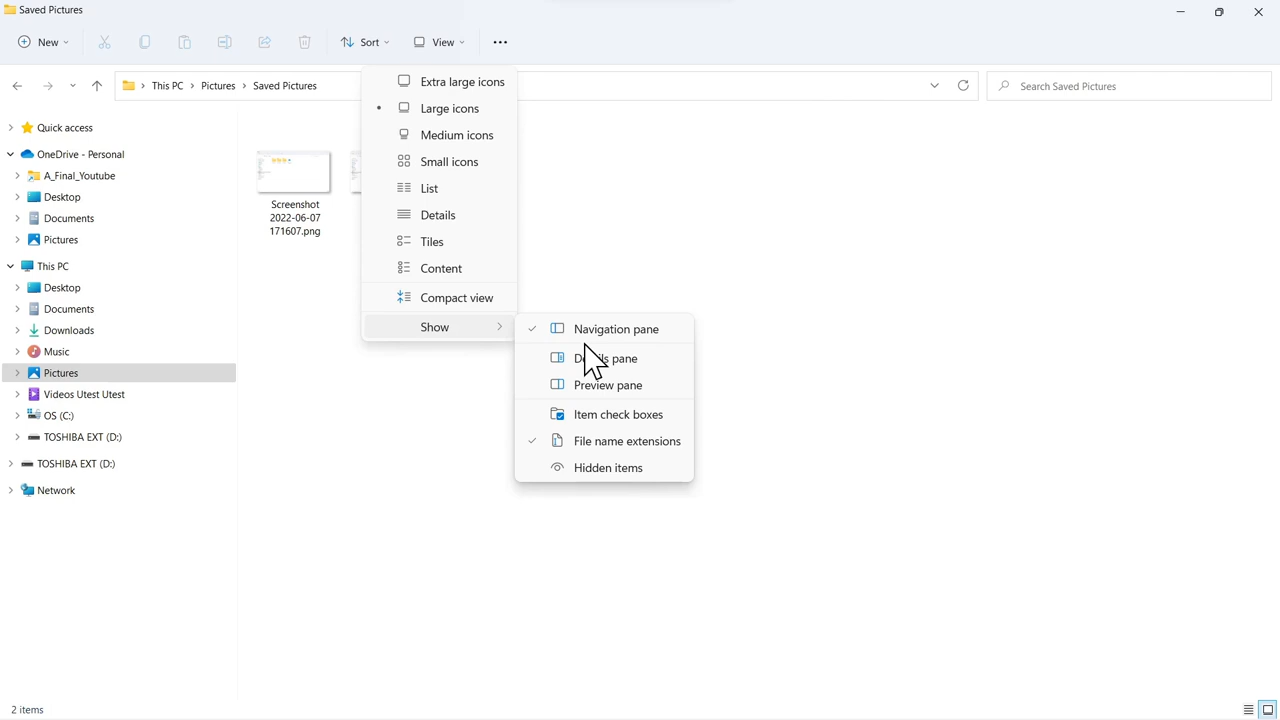 Saved Pictures
New
Sort
View
This PC > Pictures > Saved Pictures
Search Saved Pictures
Quick access
OneDrive - Personal
A_Final_Youtube
Desktop
Documents
Pictures
This PC
Desktop
Documents
Downloads
Music
Pictures
Videos Utest Utest
OS (C:)
TOSHIBA EXT (D:)
TOSHIBA EXT (D:)
Network
Screenshot
2022-06-07
171607.png
Extra large icons
Large icons
Medium icons
Small icons
List
Details
Tiles
Content
Compact view
Show
Navigation pane
Details pane
Preview pane
Item check boxes
File name extensions
Hidden items
2 items